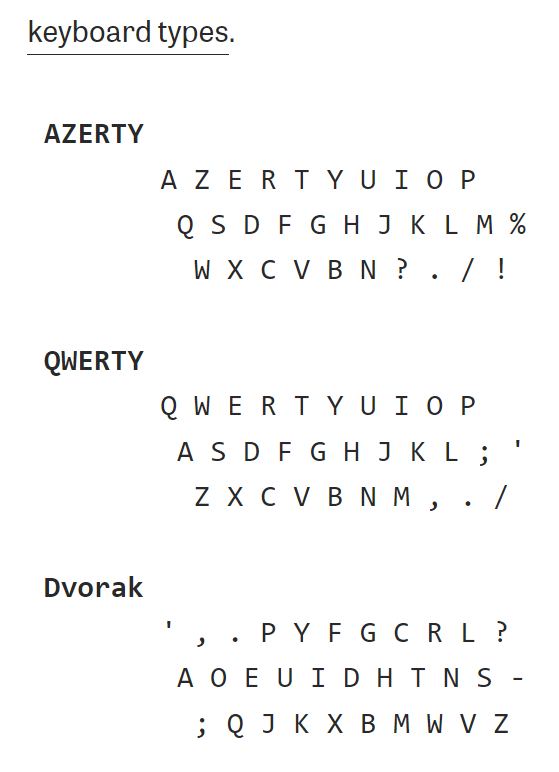 keyboard types.
AZERTY
A Z E R T Y U I O P
Q S D F G H J K L M %
W X C V B N ? . / !
QWERTY
Q W E R T Y U I O P
A S D F G H J K L ; '
Z X C V B N M , . /
Dvorak
' , . P Y F G C R L ?
A O E U I D H T N S -
; Q J K X B M W V Z